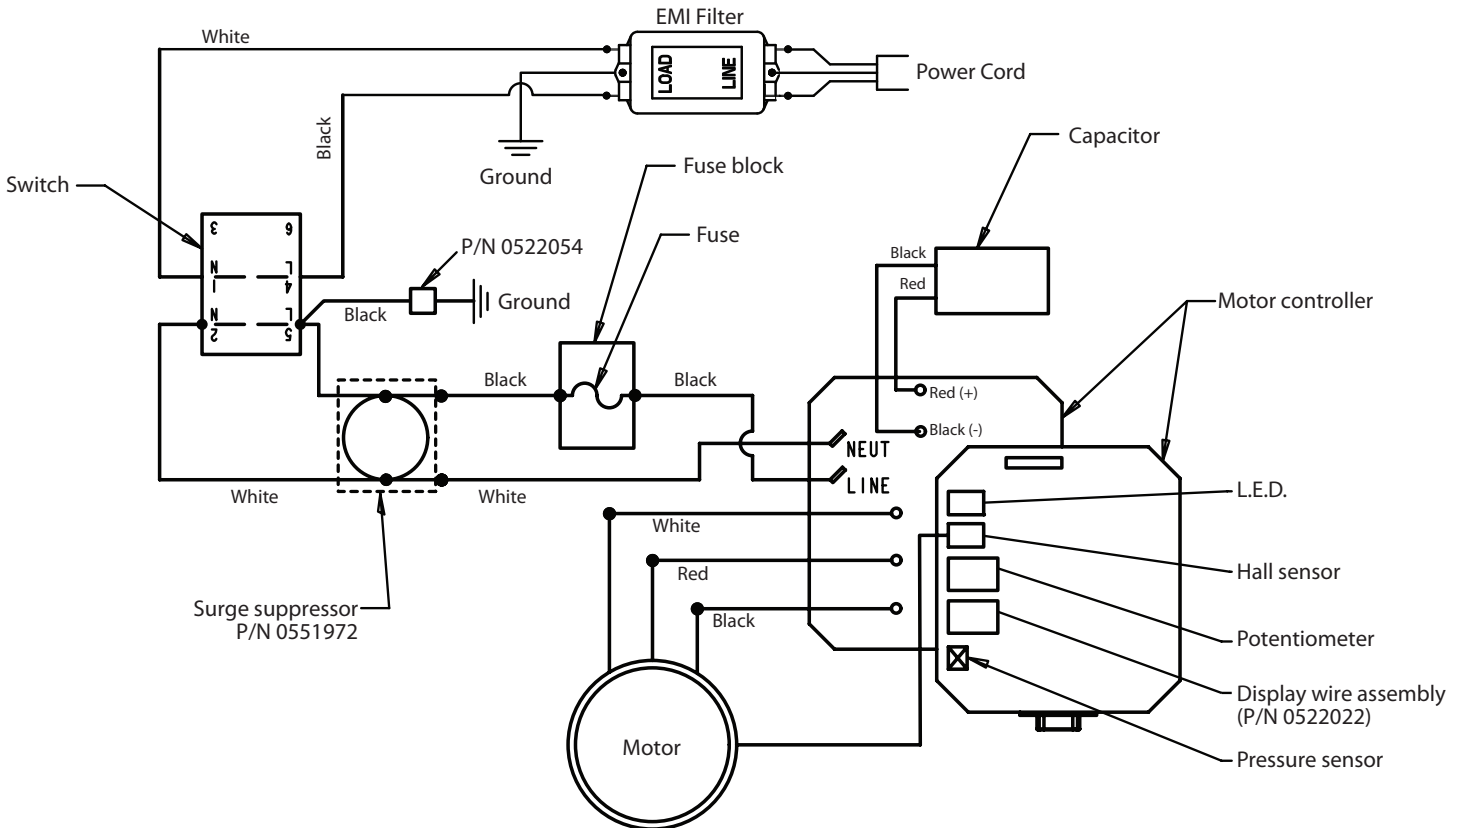 EMI Filter
White
LOAD
LINE
Power Cord
Black
Ground
Capacitor
Fuse block
Switch
Fuse
3
6
P/N 0522054
N
L
1
4
Black
Red
Ground
Black
Motor controller
N
L
2
5
Black
Black
Red (+)
Black (-)
NEUT
LINE
White
White
L.E.D.
White
Hall sensor
Red
Surge suppressor
P/N 0551972
Black
Potentiometer
Display wire assembly
(P/N 0522022)
Motor
Pressure sensor